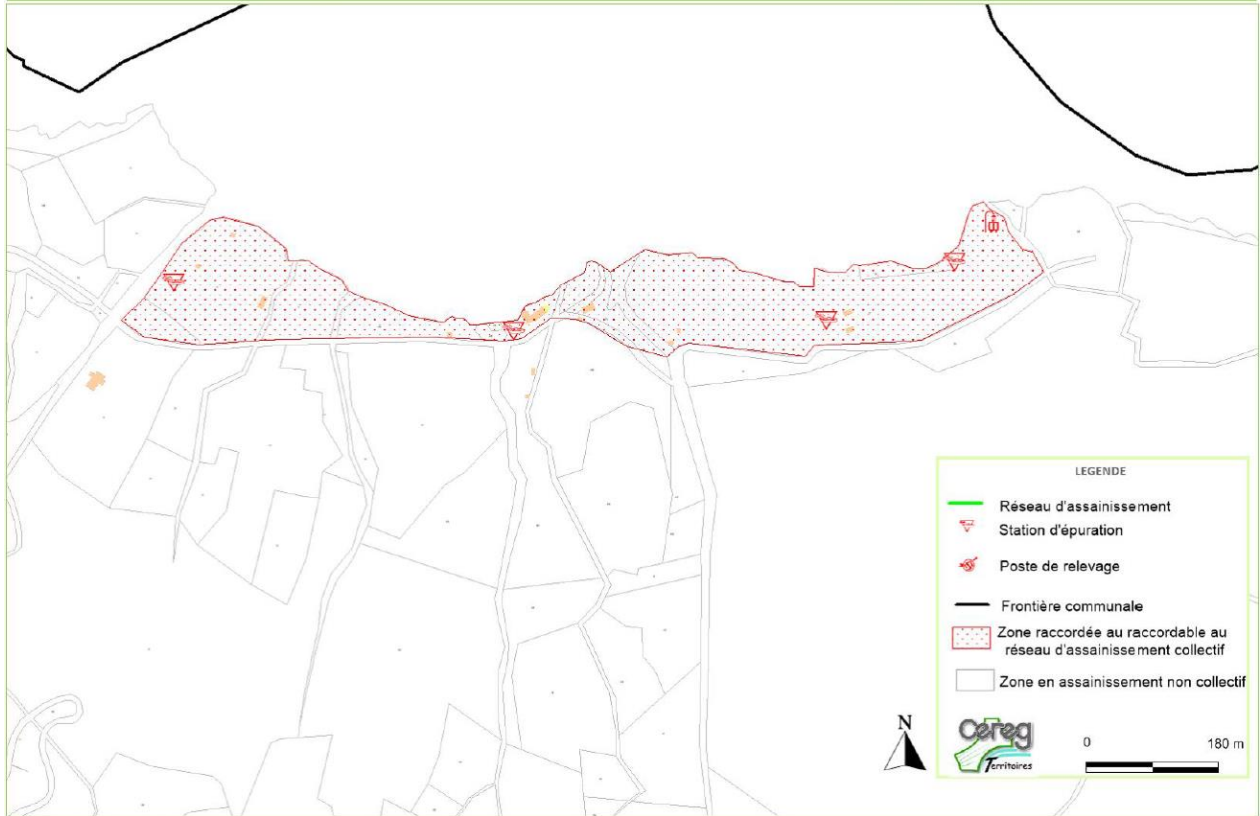 LEGENDE
Réseau d'assainissement
Station d'épuration
Poste de relevage
Frontière communale
Zone raccordée au raccordable au
réseau d'assainissement collectif
Zone en assainissement non collectif
N
Cereg
Territoires
0 180 m